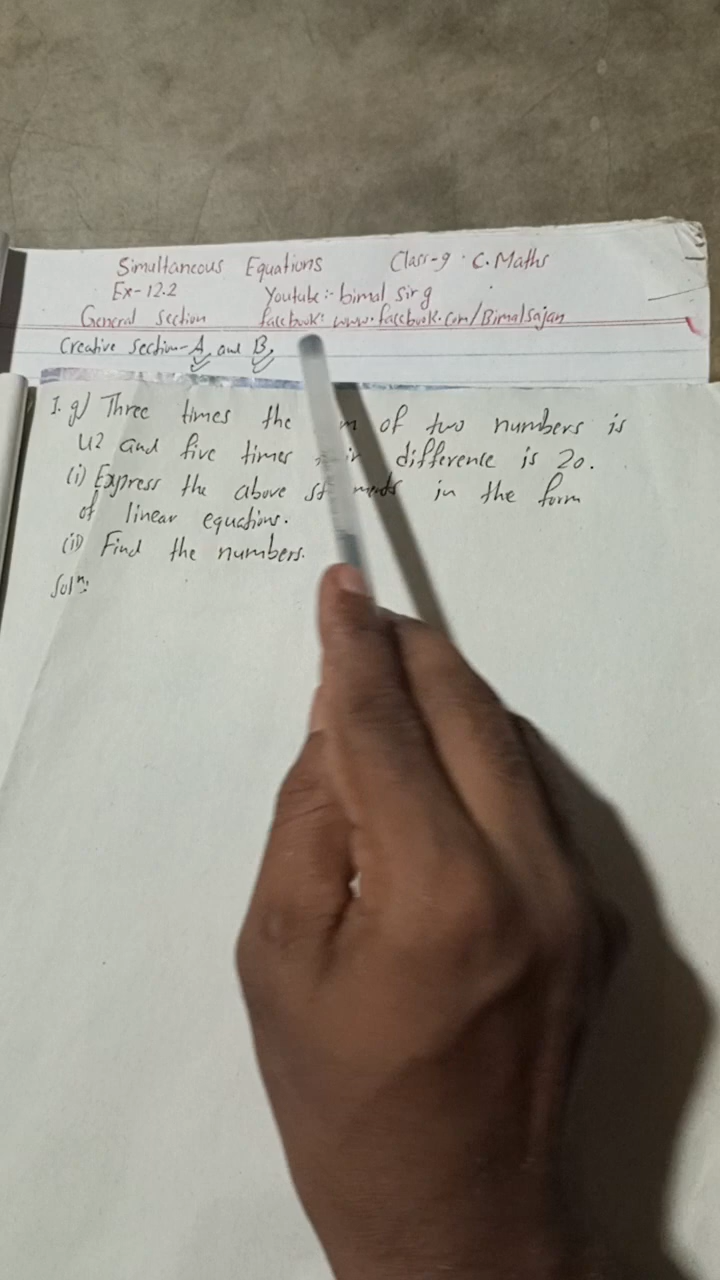 Simultaneous Equations Class-9 C.Maths
Ex-12.2 Youtube:- bimal sir g
General Section facebook: www.facebook.com/Bimalsajan
Creative Section-A and B
1. g) Three times the of two numbers is
42 and five times difference is 20.
(i) Express the above in the form
of linear equations.
(ii) Find the numbers.
Solⁿ: